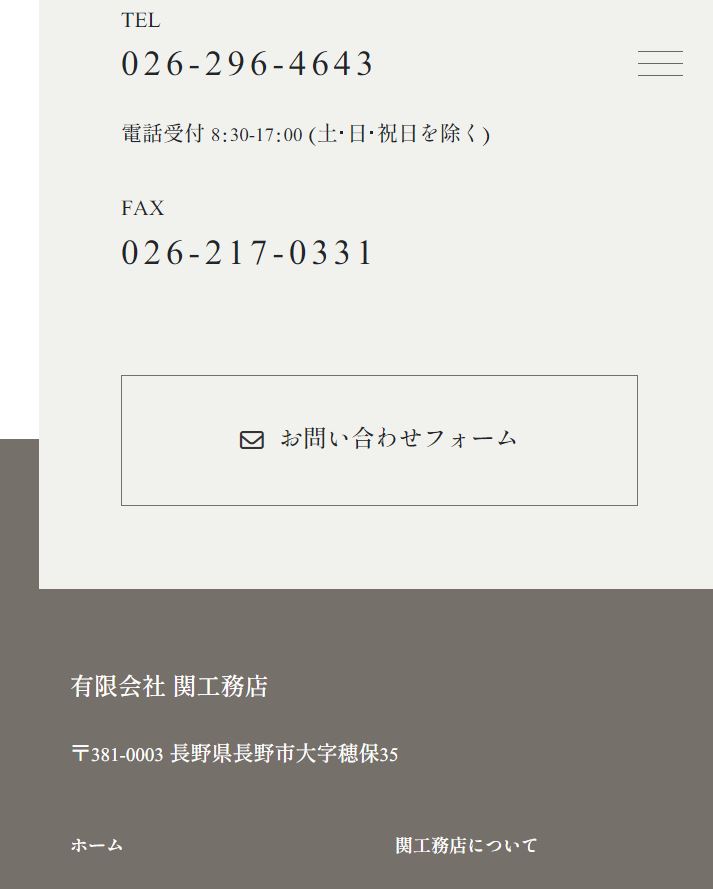 TEL
026-296-4643
電話受付 8:30-17:00 (土･日･祝日を除く)
FAX
026-217-0331
お問い合わせフォーム
有限会社 関工務店
〒381-0003 長野県長野市大字穂保35
ホーム 関工務店について